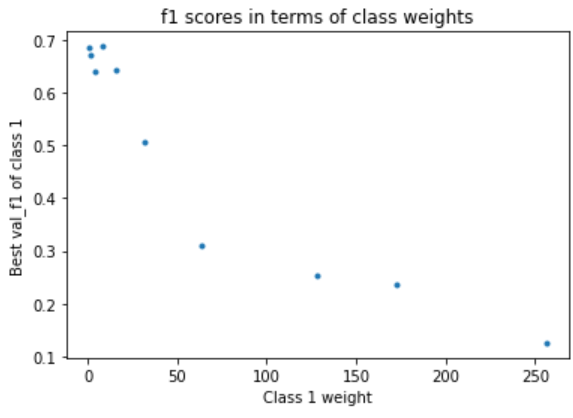 f1 scores in terms of class weights
0.7
0.6
0.5
0.4
0.3
0.2
0.1
Best val_f1 of class 1
0 50 100 150 200 250
Class 1 weight